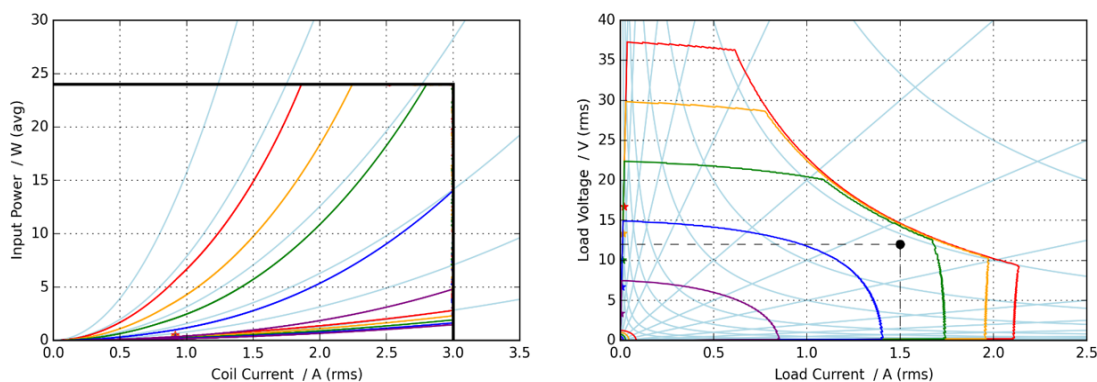 30
25
20
15
10
5
0
0.0 0.5 1.0 1.5 2.0 2.5 3.0 3.5
Input Power / W (avg)
Coil Current / A (rms)
40
35
30
25
20
15
10
5
0
0.0 0.5 1.0 1.5 2.0 2.5
Load Voltage / V (rms)
Load Current / A (rms)